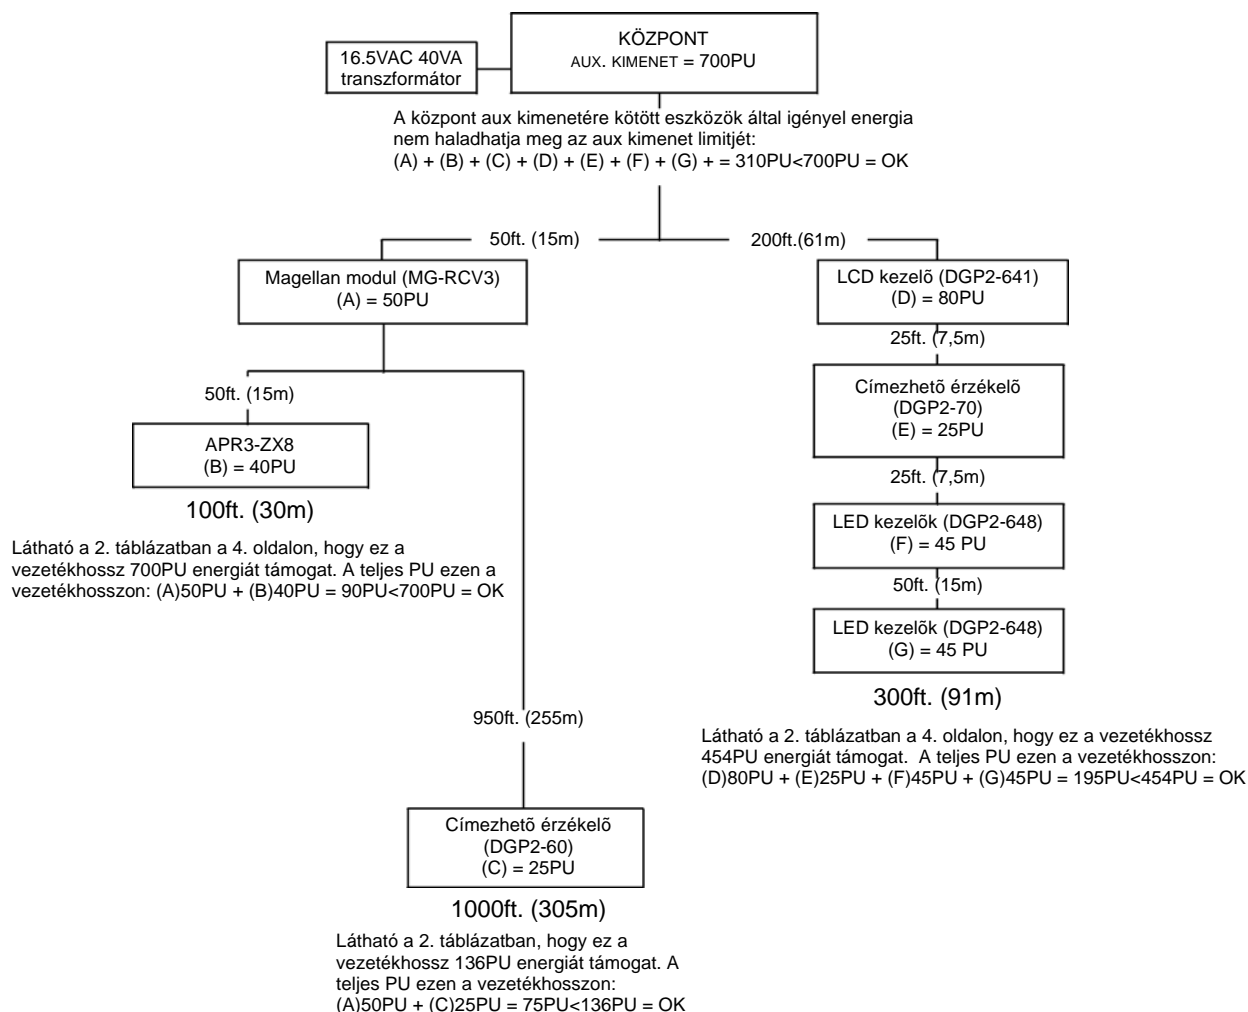 KÖZPONT
AUX. KIMENET = 700PU
16.5VAC 40VA
transzformátor
A központ aux kimenetére kötött eszközök által igényel energia
nem haladhatja meg az aux kimenet limitjét:
(A) + (B) + (C) + (D) + (E) + (F) + (G) + = 310PU<700PU = OK
50ft. (15m)
200ft.(61m)
Magellan modul (MG-RCV3)
(A) = 50PU
LCD kezelõ (DGP2-641)
(D) = 80PU
25ft. (7,5m)
Címezhetõ érzékelõ
(DGP2-70)
(E) = 25PU
25ft. (7,5m)
LED kezelõk (DGP2-648)
(F) = 45 PU
50ft. (15m)
LED kezelõk (DGP2-648)
(G) = 45 PU
300ft. (91m)
Látható a 2. táblázatban a 4. oldalon, hogy ez a vezetékhossz
454PU energiát támogat.  A teljes PU ezen a vezetékhosszon:
(D)80PU + (E)25PU + (F)45PU + (G)45PU = 195PU<454PU = OK
50ft. (15m)
APR3-ZX8
(B) = 40PU
100ft. (30m)
Látható a 2. táblázatban a 4. oldalon, hogy ez a
vezetékhossz 700PU energiát támogat. A teljes PU ezen a
vezetékhosszon: (A)50PU + (B)40PU = 90PU<700PU = OK
950ft. (255m)
Címezhetõ érzékelõ
(DGP2-60)
(C) = 25PU
1000ft. (305m)
Látható a 2. táblázatban, hogy ez a
vezetékhossz 136PU energiát támogat. A
teljes PU ezen a vezetékhosszon:
(A)50PU + (C)25PU = 75PU<136PU = OK